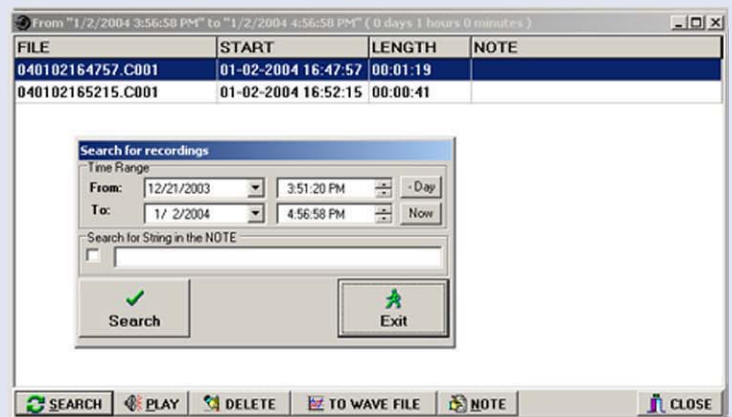 From "1/2/2004 3:56:58 PM" to "1/2/2004 4:56:58 PM" ( 0 days 1 hours 0 minutes )
FILE START LENGTH NOTE
040102164757.C001 01-02-2004 16:47:57 00:01:19
040102165215.C001 01-02-2004 16:52:15 00:00:41
Search for recordings
Time Range
From: 12/21/2003 3:51:20 PM - Day
To: 1/ 2/2004 4:56:58 PM Now
Search for String in the NOTE
Search Exit
SEARCH PLAY DELETE TO WAVE FILE NOTE CLOSE